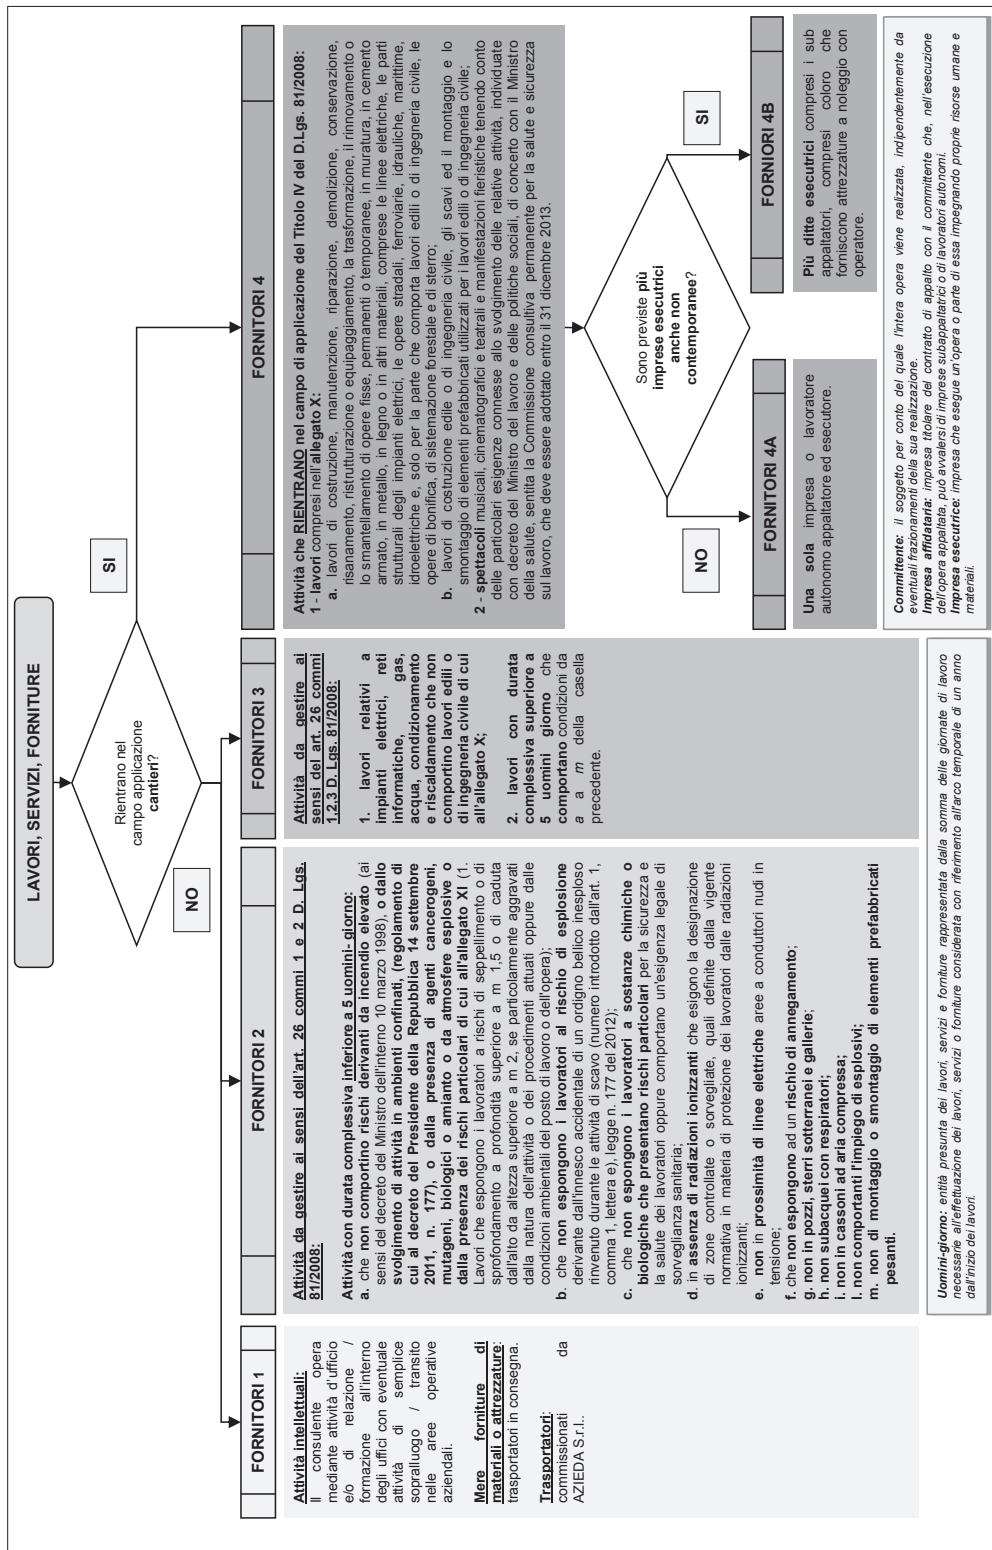 LAVORI, SERVIZI, FORNITURE
Rientrano nel
campo applicazione
cantieri?
NO
SI
FORNITORI 1
Attività intellettuali:
Il consulente opera
mediante attività d'ufficio
e/o di relazione /
formazione all'interno
degli uffici con eventuale
attività di semplice
sopralluogo / transito
nelle aree operative
aziendali.
Mere forniture di
materiali o attrezzature:
trasportatori in consegna.
Trasportatori: da
commissionati
AZIEDA S.r.l..
FORNITORI 2
Attività da gestire ai sensi dell'art. 26 commi 1 e 2 D. Lgs.
81/2008:
Attività con durata complessiva inferiore a 5 uomini- giorno:
a. che non comportino rischi derivanti da incendio elevato (ai
sensi del decreto del Ministro dell'interno 10 marzo 1998), o dallo
svolgimento di attività in ambienti confinati, (regolamento di
cui al decreto del Presidente della Repubblica 14 settembre
2011, n. 177), o dalla presenza di agenti cancerogeni,
mutageni, biologici o amianto o da atmosfere esplosive o
dalla presenza dei rischi particolari di cui all'allegato XI (1.
Lavori che espongono i lavoratori a rischi di seppellimento o di
sprofondamento a profondità superiore a m 1,5 o di caduta
dall'alto da altezza superiore a m 2, se particolarmente aggravati
dalla natura dell'attività o dei procedimenti attuati oppure dalle
condizioni ambientali del posto di lavoro o dell'opera);
b. che non espongono i lavoratori al rischio di esplosione
derivante dall'innesco accidentale di un ordigno bellico inesploso
rinvenuto durante le attività di scavo (numero introdotto dall'art. 1,
comma 1, lettera e), legge n. 177 del 2012);
c. che non espongono i lavoratori a sostanze chimiche o
biologiche che presentano rischi particolari per la sicurezza e
la salute dei lavoratori oppure comportano un'esigenza legale di
sorveglianza sanitaria;
d. in assenza di radiazioni ionizzanti che esigono la designazione
di zone controllate o sorvegliate, quali definite dalla vigente
normativa in materia di protezione dei lavoratori dalle radiazioni
ionizzanti;
e. non in prossimità di linee elettriche aree a conduttori nudi in
tensione;
f. che non espongono ad un rischio di annegamento;
g. non in pozzi, sterri sotterranei e gallerie;
h. non subacquei con respiratori;
i. non in cassoni ad aria compressa;
l. non comportanti l'impiego di esplosivi;
m. non di montaggio o smontaggio di elementi prefabbricati
pesanti.
FORNITORI 3
Attività da gestire ai
sensi del art. 26 commi
1,2,3 D. Lgs. 81/2008:
1. lavori relativi a
impianti elettrici, reti
informatiche, gas,
acqua, condizionamento
e riscaldamento che non
comportino lavori edili o
di ingegneria civile di cui
all'allegato X;
2. lavori con durata
complessiva superiore a
5 uomini giorno che
comportano condizioni da
a a m della casella
precedente.
Uomini-giorno: entità presunta dei lavori, servizi e forniture rappresentata dalla somma delle giornate di lavoro
necessarie all'effettuazione dei lavori, servizi o forniture considerata con riferimento all'arco temporale di un anno
dall'inizio dei lavori.
FORNITORI 4
Attività che RIENTRANO nel campo di applicazione del Titolo IV del D.Lgs. 81/2008:
1 - lavori compresi nell'allegato X:
a. lavori di costruzione, manutenzione, riparazione, demolizione, conservazione,
risanamento, ristrutturazione o equipaggiamento, la trasformazione, il rinnovamento o
lo smantellamento di opere fisse, permanenti o temporanee, in muratura, in cemento
armato, in metallo, in legno o in altri materiali, comprese le linee elettriche, le parti
strutturali degli impianti elettrici, le opere stradali, ferroviarie, idrauliche, marittime,
idroelettriche e, solo per la parte che comporta lavori edili o di ingegneria civile, le
opere di bonifica, di sistemazione forestale e di sterro;
b. lavori di costruzione edile o di ingegneria civile, gli scavi ed il montaggio e lo
smontaggio di elementi prefabbricati utilizzati per i lavori edili o di ingegneria civile;
2 - spettacoli musicali, cinematografici e teatrali e manifestazioni fieristiche tenendo conto
delle particolari esigenze connesse allo svolgimento delle relative attività, individuate
con decreto del Ministro del lavoro e delle politiche sociali, di concerto con il Ministro
della salute, sentita la Commissione consultiva permanente per la salute e sicurezza
sul lavoro, che deve essere adottato entro il 31 dicembre 2013.
Sono previste più
imprese esecutrici
anche non
contemporanee?
NO
SI
FORNITORI 4A
Una sola impresa o lavoratore
autonomo appaltatore ed esecutore.
FORNIORI 4B
Più ditte esecutrici compresi i sub
appaltatori, compresi coloro che
forniscono attrezzature a noleggio con
operatore.
Committente: il soggetto per conto del quale l'intera opera viene realizzata, indipendentemente da
eventuali frazionamenti della sua realizzazione.
Impresa affidataria: impresa titolare del contratto di appalto con il committente che, nell'esecuzione
dell'opera appaltata, può avvalersi di imprese subappaltatrici o di lavoratori autonomi.
Impresa esecutrice: impresa che esegue un'opera o parte di essa impegnando proprie risorse umane e
materiali.